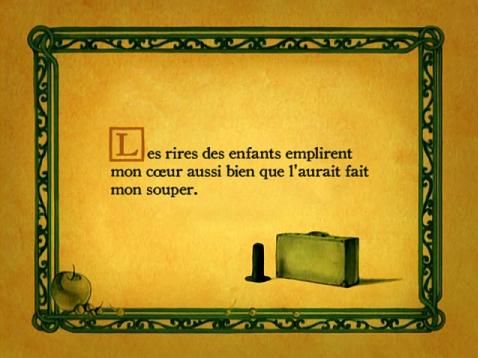 Les rires des enfants emplirent
mon cœur aussi bien que l'aurait fait
mon souper.